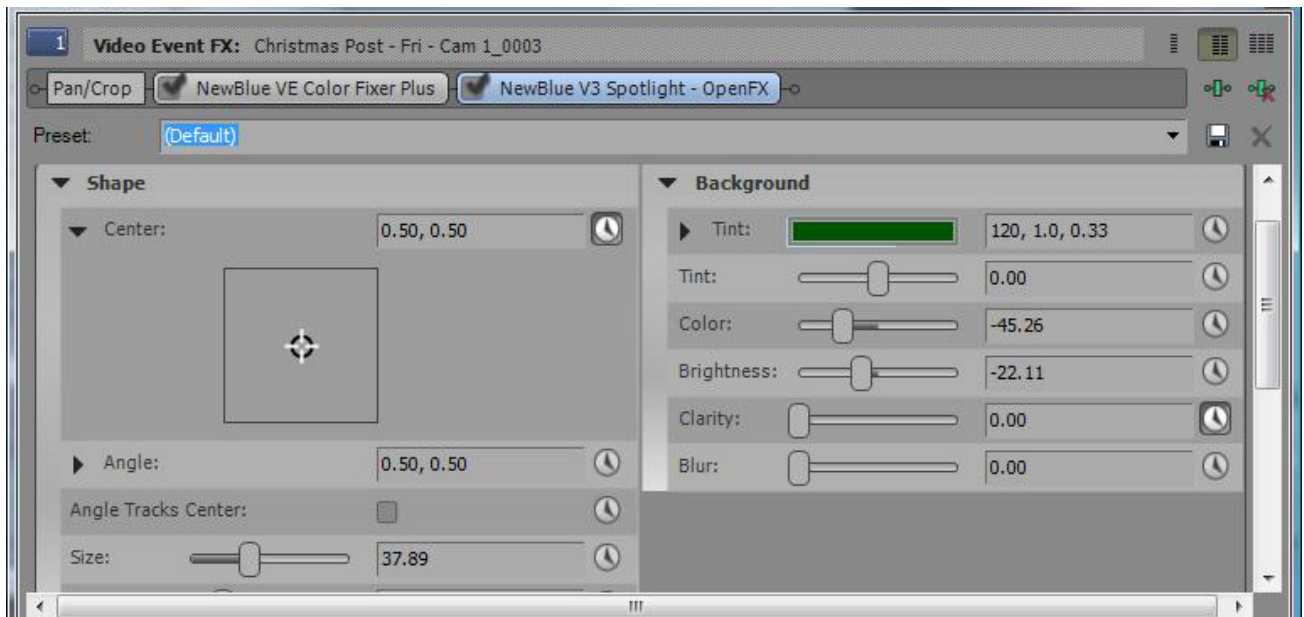 1 Video Event FX: Christmas Post - Fri - Cam 1_0003
Pan/Crop NewBlue VE Color Fixer Plus NewBlue V3 Spotlight - OpenFX
Preset: (Default)
Shape
Center: 0.50, 0.50
Angle: 0.50, 0.50
Angle Tracks Center:
Size: 37.89
Background
Tint: 120, 1.0, 0.33
Tint: 0.00
Color: -45.26
Brightness: -22.11
Clarity: 0.00
Blur: 0.00